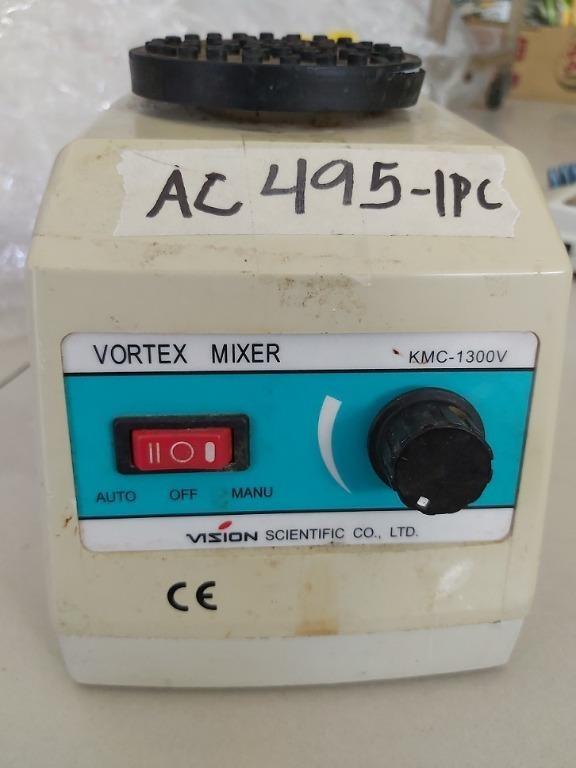 AC 495-1PC
VORTEX MIXER KMC-1300V
AUTO OFF MANU
VISION SCIENTIFIC CO., LTD.
CE